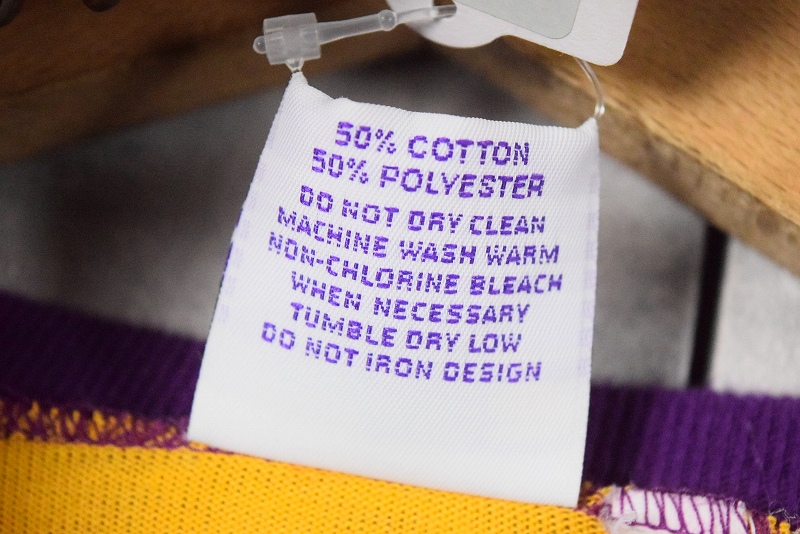 50% COTTON
50% POLYESTER
DO NOT DRY CLEAN
MACHINE WASH WARM
NON-CHLORINE BLEACH
WHEN NECESSARY
TUMBLE DRY LOW
DO NOT IRON DESIGN